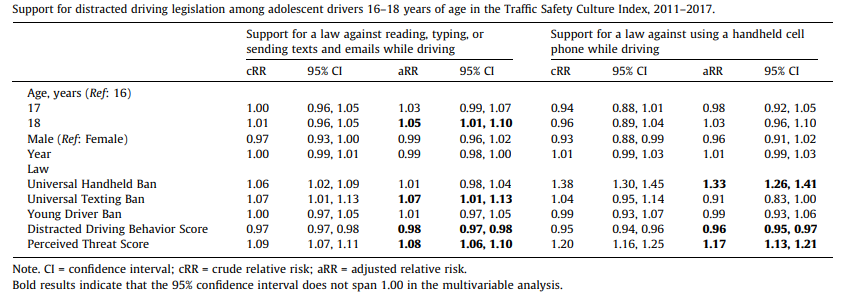 Support for distracted driving legislation among adolescent drivers 16–18 years of age in the Traffic Safety Culture Index, 2011–2017.
Support for a law against reading, typing, or sending texts and emails while driving Support for a law against using a handheld cell phone while driving
cRR 95% CI aRR 95% CI cRR 95% CI aRR 95% CI
Age, years (Ref: 16)
17 1.00 0.96, 1.05 1.03 0.99, 1.07 0.94 0.88, 1.01 0.98 0.92, 1.05
18 1.01 0.96, 1.05 1.05 1.01, 1.10 0.96 0.89, 1.04 1.03 0.96, 1.10
Male (Ref: Female) 0.97 0.93, 1.00 0.99 0.96, 1.02 0.93 0.88, 0.99 0.96 0.91, 1.02
Year 1.00 0.99, 1.01 0.99 0.98, 1.00 1.01 0.99, 1.03 1.01 0.99, 1.03
Law
Universal Handheld Ban 1.06 1.02, 1.09 1.01 0.98, 1.04 1.38 1.30, 1.45 1.33 1.26, 1.41
Universal Texting Ban 1.07 1.01, 1.13 1.07 1.01, 1.13 1.04 0.95, 1.14 0.91 0.83, 1.00
Young Driver Ban 1.00 0.97, 1.05 1.01 0.97, 1.05 0.99 0.93, 1.07 0.99 0.93, 1.06
Distracted Driving Behavior Score 0.97 0.97, 0.98 0.98 0.97, 0.98 0.95 0.94, 0.96 0.96 0.95, 0.97
Perceived Threat Score 1.09 1.07, 1.11 1.08 1.06, 1.10 1.20 1.16, 1.25 1.17 1.13, 1.21
Note. CI = confidence interval; cRR = crude relative risk; aRR = adjusted relative risk.
Bold results indicate that the 95% confidence interval does not span 1.00 in the multivariable analysis.